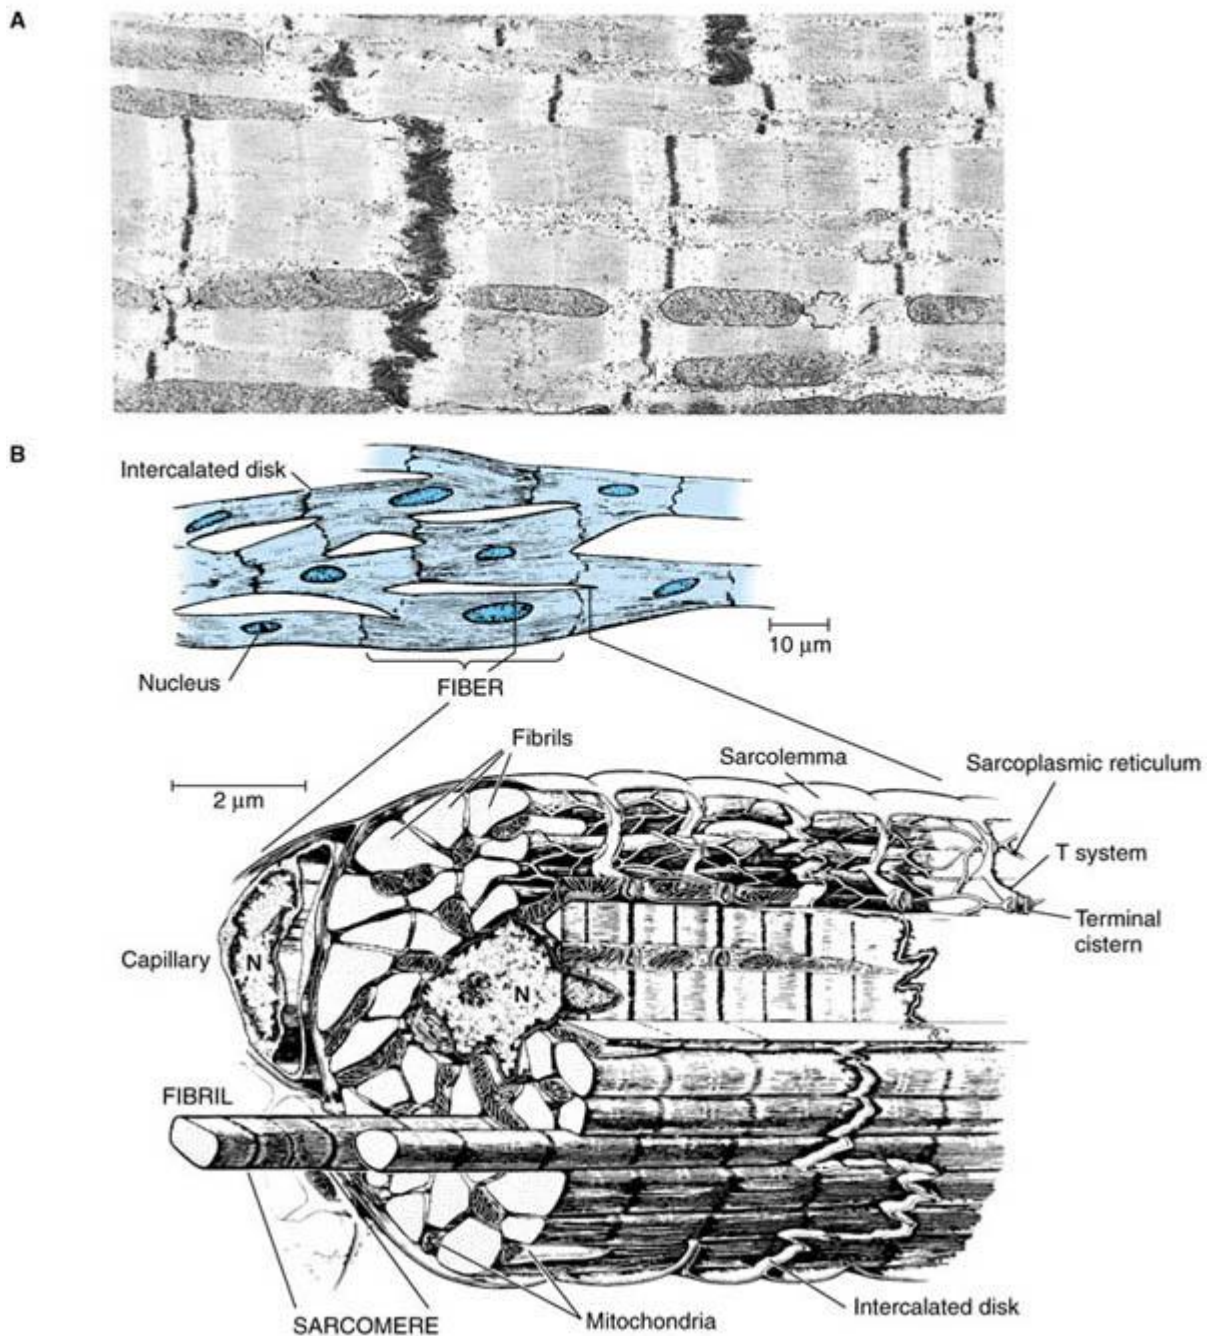 A
B
Intercalated disk
Nucleus
FIBER
10 μm
Fibrils
Sarcolemma
Sarcoplasmic reticulum
2 μm
T system
Terminal
cistern
Capillary
N
N
FIBRIL
SARCOMERE
Mitochondria
Intercalated disk